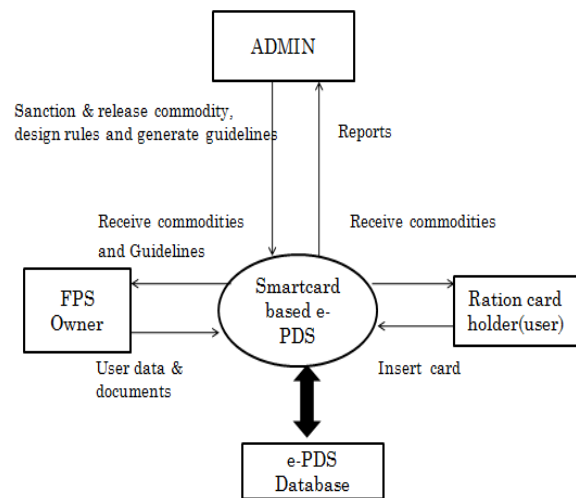 ADMIN
Sanction & release commodity,
design rules and generate guidelines
Reports
Receive commodities
and Guidelines
Receive commodities
FPS
Owner
Smartcard
based e-
PDS
Ration card
holder(user)
User data &
documents
Insert card
e-PDS
Database